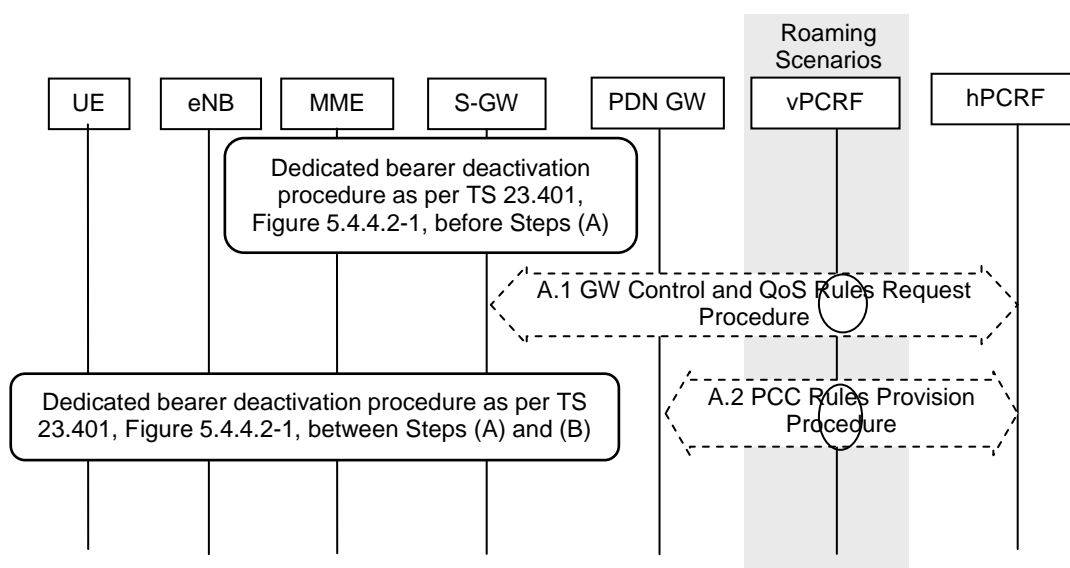 Roaming
Scenarios
UE
eNB
MME
S-GW
PDN GW
vPCRF
hPCRF
Dedicated bearer deactivation
procedure as per TS 23.401,
Figure 5.4.4.2-1, before Steps (A)
A.1 GW Control and QoS Rules Request
Procedure
Dedicated bearer deactivation procedure as per TS
23.401, Figure 5.4.4.2-1, between Steps (A) and (B)
A.2 PCC Rules Provision
Procedure